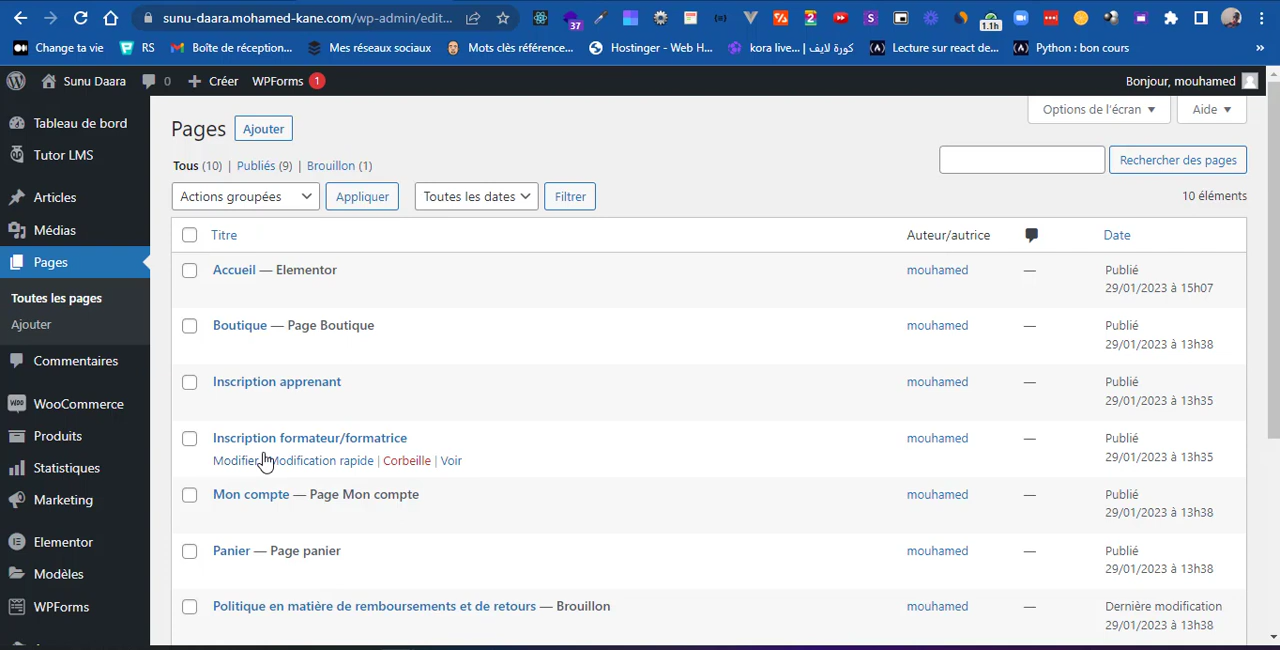 sunu-daara.mohamed-kane.com/wp-admin/edit...
37
2
S
1.1h
Change ta vie
RS
Boîte de réception...
Mes réseaux sociaux
Mots clés référence...
Hostinger - Web H...
kora live... | كورة لايف
Lecture sur react de...
Python : bon cours
»
Sunu Daara
0
Créer
WPForms 1
Bonjour, mouhamed
Tableau de bord
Tutor LMS
Articles
Médias
Pages
Toutes les pages
Ajouter
Commentaires
WooCommerce
Produits
Statistiques
Marketing
Elementor
Modèles
WPForms
Options de l'écran
Aide
Pages
Ajouter
Tous (10) | Publiés (9) | Brouillon (1)
Rechercher des pages
Actions groupées
Appliquer
Toutes les dates
Filtrer
10 éléments
Titre
Auteur/autrice
Date
Accueil — Elementor
mouhamed
—
Publié
29/01/2023 à 15h07
Boutique — Page Boutique
mouhamed
—
Publié
29/01/2023 à 13h38
Inscription apprenant
mouhamed
—
Publié
29/01/2023 à 13h35
Inscription formateur/formatrice
Modifier Modification rapide | Corbeille | Voir
mouhamed
—
Publié
29/01/2023 à 13h35
Mon compte — Page Mon compte
mouhamed
—
Publié
29/01/2023 à 13h38
Panier — Page panier
mouhamed
—
Publié
29/01/2023 à 13h38
Politique en matière de remboursements et de retours — Brouillon
mouhamed
—
Dernière modification
29/01/2023 à 13h38